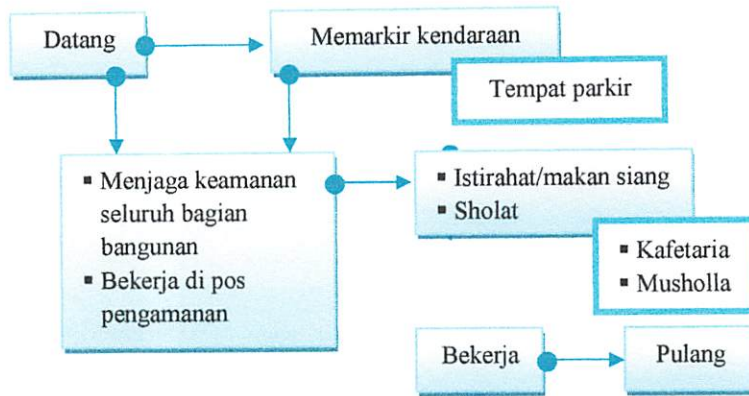 Datang
Memarkir kendaraan
Tempat parkir
▪ Menjaga keamanan
seluruh bagian
bangunan
▪ Bekerja di pos
pengamanan
▪ Istirahat/makan siang
▪ Sholat
▪ Kafetaria
▪ Musholla
Bekerja
Pulang